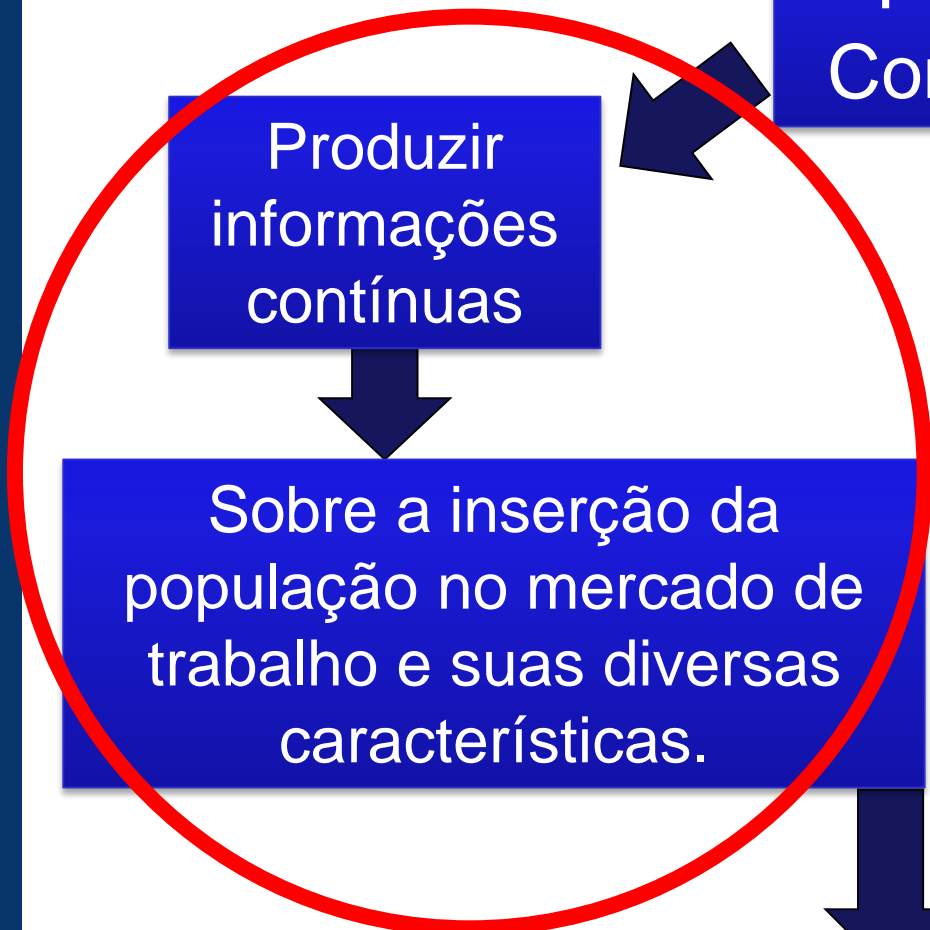 Produzir
informações
contínuas
Sobre a inserção da
população no mercado de
trabalho e suas diversas
características.